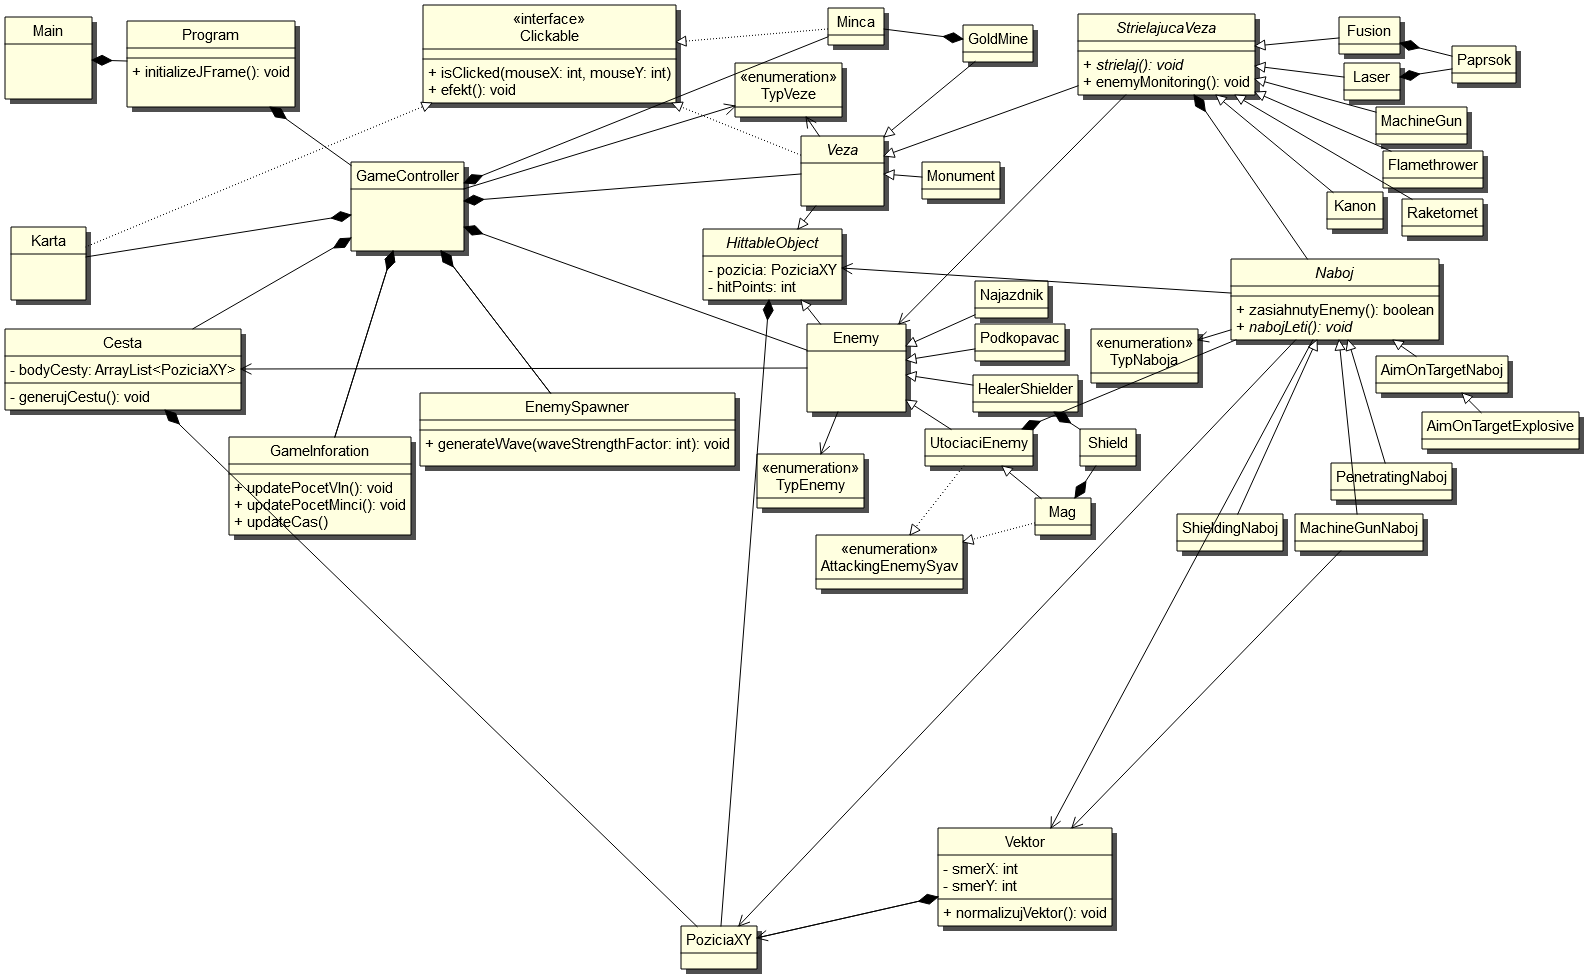 Main
Program
+ initializeJFrame(): void
«interface»
Clickable
+ isClicked(mouseX: int, mouseY: int)
+ efekt(): void
Minca
GoldMine
«enumeration»
TypVeze
StrielajucaVeza
+ strielaj(): void
+ enemyMonitoring(): void
Fusion
Paprsok
Laser
MachineGun
Flamethrower
Kanon
Raketomet
GameController
Veza
Monument
Karta
HittableObject
- pozicia: PoziciaXY
- hitPoints: int
Naboj
+ zasiahnutyEnemy(): boolean
+ nabojLeti(): void
Najazdnik
Enemy
Podkopavac
«enumeration»
TypNaboja
Cesta
- bodyCesty: ArrayList<PoziciaXY>
- generujCestu(): void
AimOnTargetNaboj
HealerShielder
EnemySpawner
+ generateWave(waveStrengthFactor: int): void
AimOnTargetExplosive
GameInforation
+ updatePocetVln(): void
+ updatePocetMinci(): void
+ updateCas()
UtociaciEnemy
Shield
«enumeration»
TypEnemy
PenetratingNaboj
Mag
ShieldingNaboj
MachineGunNaboj
«enumeration»
AttackingEnemySyav
Vektor
- smerX: int
- smerY: int
+ normalizujVektor(): void
PoziciaXY